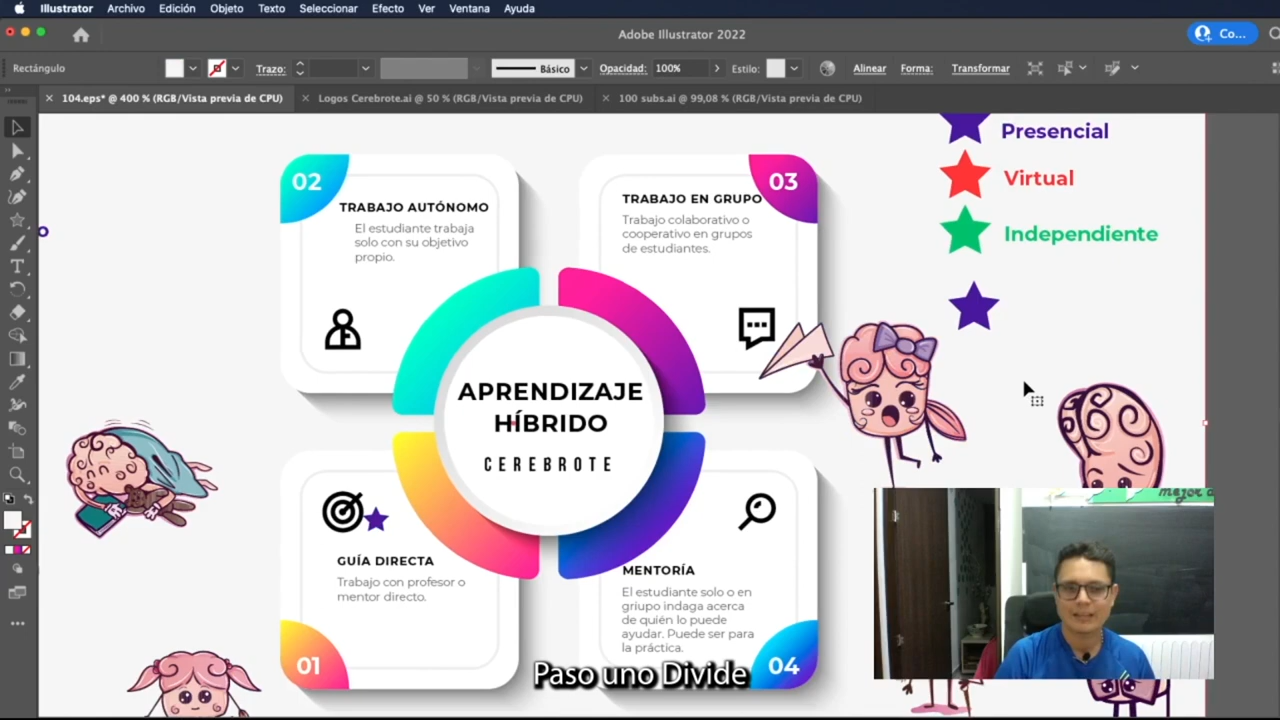 Illustrator Archivo Edición Objeto Texto Seleccionar Efecto Ver Ventana Ayuda
Adobe Illustrator 2022
Co...
Rectángulo Trazo: Básico Opacidad: 100% Estilo: Alinear Forma: Transformar
104.eps* @ 400 % (RGB/Vista previa de CPU) Logos Cerebrote.ai @ 50 % (RGB/Vista previa de CPU) 100 subs.ai @ 99,08 % (RGB/Vista previa de CPU)
Presencial
Virtual
Independiente
02
TRABAJO AUTÓNOMO
El estudiante trabaja
solo con su objetivo
propio.
03
TRABAJO EN GRUPO
Trabajo colaborativo o
cooperativo en grupos
de estudiantes.
APRENDIZAJE
HÍBRIDO
CEREBROTE
GUÍA DIRECTA
Trabajo con profesor o
mentor directo.
01
MENTORÍA
El estudiante solo o en
griupo indaga acerca
de quién lo puede
ayudar. Puede ser para
la práctica.
04
mejor
Paso uno Divide